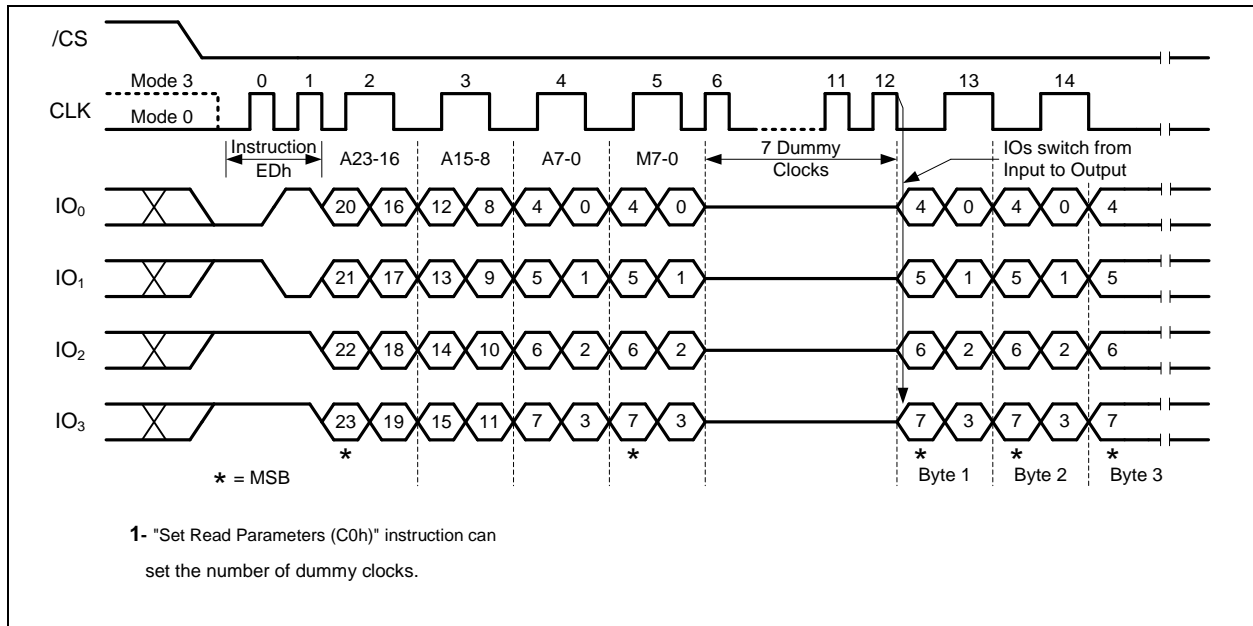 /CS
Mode 3 0 1 2 3 4 5 6 11 12 13 14
CLK
Mode 0
Instruction EDh
A23-16 A15-8 A7-0 M7-0
7 Dummy Clocks
IOs switch from
Input to Output
IO₀ 20 16 12 8 4 0 4 0 4 0 4 0 4
IO₁ 21 17 13 9 5 1 5 1 5 1 5 1 5
IO₂ 22 18 14 10 6 2 6 2 6 2 6 2 6
IO₃ 23 19 15 11 7 3 7 3 7 3 7 3 7
* * * * *
* = MSB
Byte 1 Byte 2 Byte 3
1- "Set Read Parameters (C0h)" instruction can
set the number of dummy clocks.